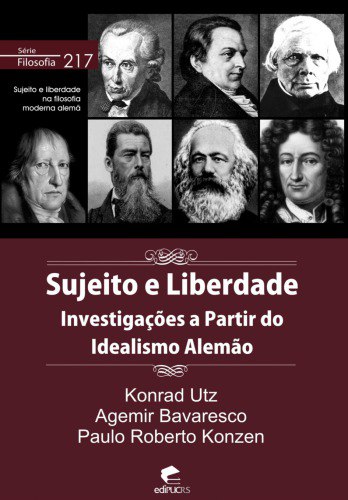 Série
Filosofia 217
Sujeito e liberdade
na filosofia
moderna alemã
Sujeito e Liberdade
Investigações a Partir do
Idealismo Alemão
Konrad Utz
Agemir Bavaresco
Paulo Roberto Konzen
ediPUCRS